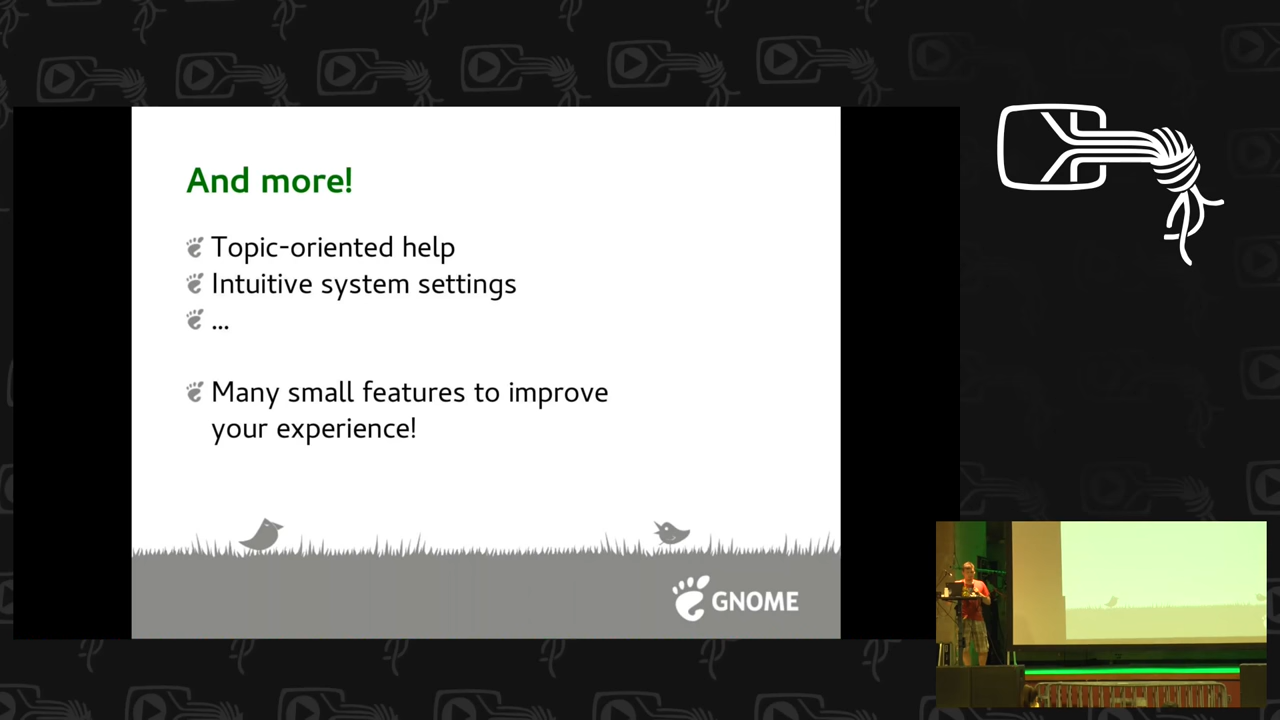 And more!
Topic-oriented help
Intuitive system settings
...
Many small features to improve
your experience!
GNOME